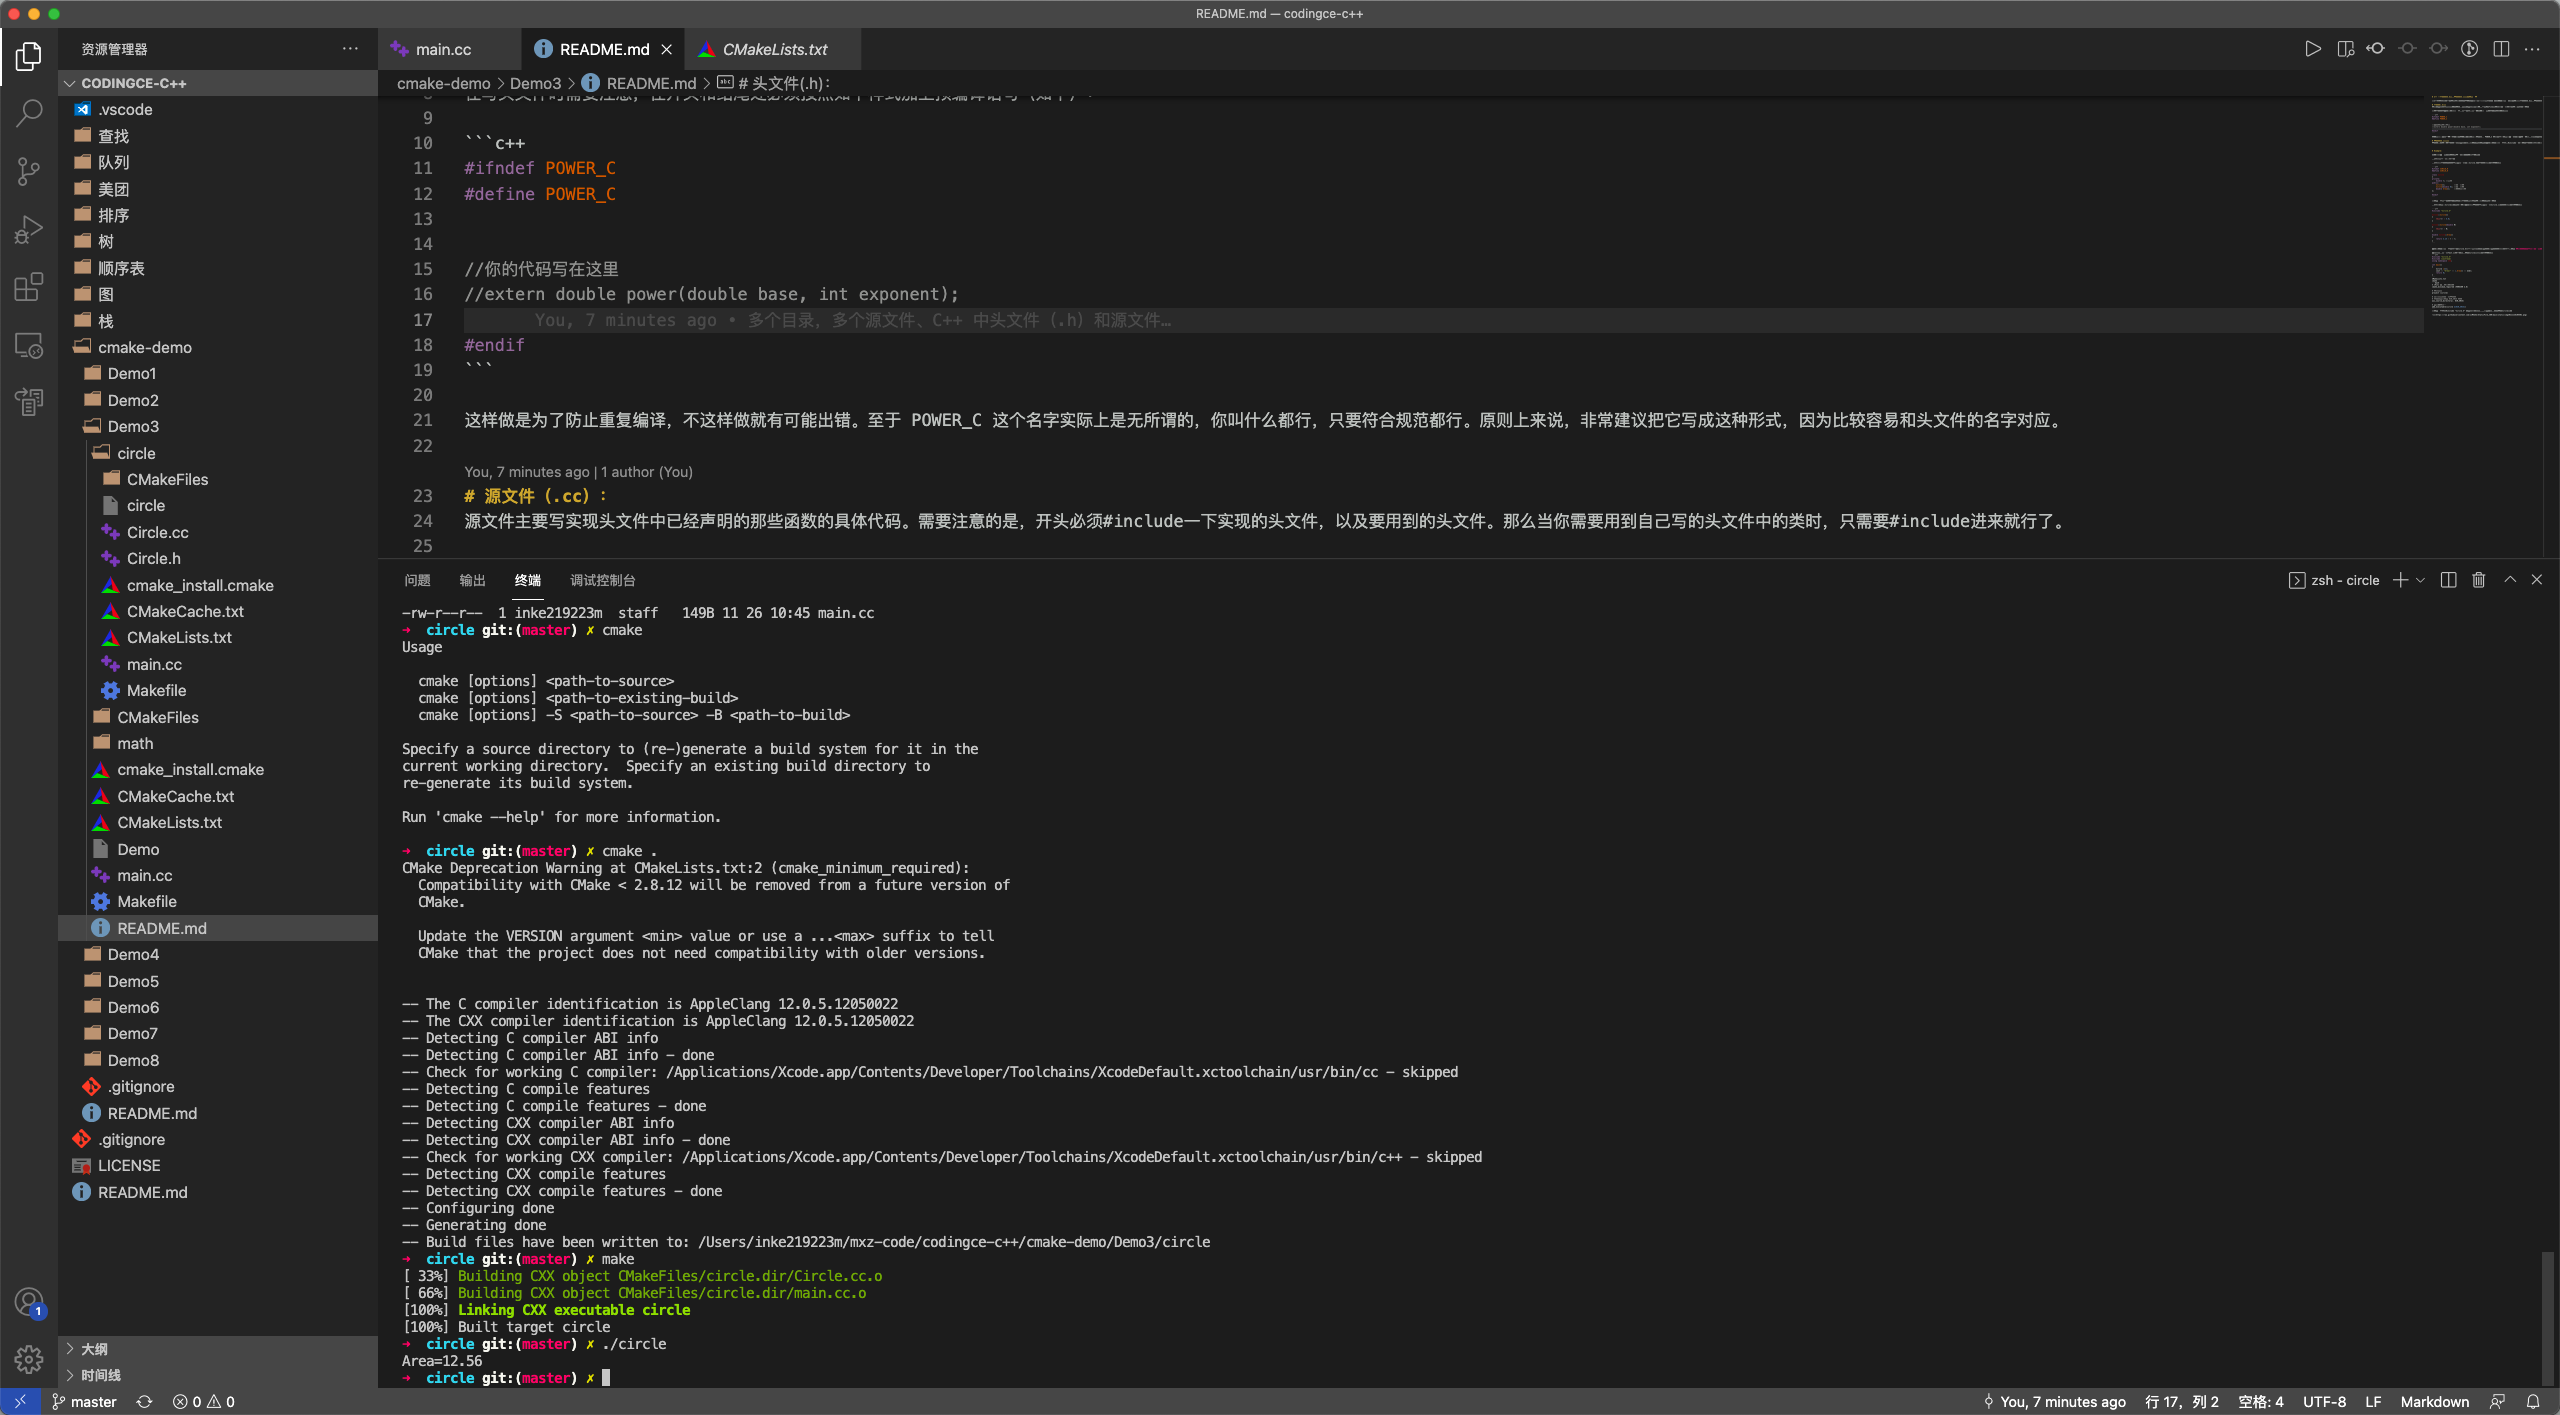 README.md — codingce-c++
资源管理器
CODINGCE-C++
.vscode
查找
队列
美团
排序
树
顺序表
图
栈
cmake-demo
Demo1
Demo2
Demo3
circle
CMakeFiles
circle
Circle.cc
Circle.h
cmake_install.cmake
CMakeCache.txt
CMakeLists.txt
main.cc
Makefile
CMakeFiles
math
cmake_install.cmake
CMakeCache.txt
CMakeLists.txt
Demo
main.cc
Makefile
README.md
Demo4
Demo5
Demo6
Demo7
Demo8
.gitignore
README.md
.gitignore
LICENSE
README.md
大纲
时间线
main.cc
README.md
CMakeLists.txt
cmake-demo > Demo3 > README.md > # 头文件(.h):
9
10 ```c++
11 #ifndef POWER_C
12 #define POWER_C
13
14
15 //你的代码写在这里
16 //extern double power(double base, int exponent);
17 You, 7 minutes ago • 多个目录，多个源文件、C++ 中头文件（.h）和源文件…
18 #endif
19 ```
20
21 这样做是为了防止重复编译，不这样做就有可能出错。至于 POWER_C 这个名字实际上是无所谓的，你叫什么都行，只要符合规范都行。原则上来说，非常建议把它写成这种形式，因为比较容易和头文件的名字对应。
22
You, 7 minutes ago | 1 author (You)
23 # 源文件（.cc）：
24 源文件主要写实现头文件中已经声明的那些函数的具体代码。需要注意的是，开头必须#include一下实现的头文件，以及要用到的头文件。那么当你需要用到自己写的头文件中的类时，只需要#include进来就行了。
25
问题 输出 终端 调试控制台
zsh - circle
-rw-r--r-- 1 inke219223m staff 149B 11 26 10:45 main.cc
➜ circle git:(master) ✗ cmake
Usage
cmake [options] <path-to-source>
cmake [options] <path-to-existing-build>
cmake [options] -S <path-to-source> -B <path-to-build>
Specify a source directory to (re-)generate a build system for it in the
current working directory. Specify an existing build directory to
re-generate its build system.
Run 'cmake --help' for more information.
➜ circle git:(master) ✗ cmake .
CMake Deprecation Warning at CMakeLists.txt:2 (cmake_minimum_required):
Compatibility with CMake < 2.8.12 will be removed from a future version of
CMake.
Update the VERSION argument <min> value or use a ...<max> suffix to tell
CMake that the project does not need compatibility with older versions.
-- The C compiler identification is AppleClang 12.0.5.12050022
-- The CXX compiler identification is AppleClang 12.0.5.12050022
-- Detecting C compiler ABI info
-- Detecting C compiler ABI info - done
-- Check for working C compiler: /Applications/Xcode.app/Contents/Developer/Toolchains/XcodeDefault.xctoolchain/usr/bin/cc - skipped
-- Detecting C compile features
-- Detecting C compile features - done
-- Detecting CXX compiler ABI info
-- Detecting CXX compiler ABI info - done
-- Check for working CXX compiler: /Applications/Xcode.app/Contents/Developer/Toolchains/XcodeDefault.xctoolchain/usr/bin/c++ - skipped
-- Detecting CXX compile features
-- Detecting CXX compile features - done
-- Configuring done
-- Generating done
-- Build files have been written to: /Users/inke219223m/mxz-code/codingce-c++/cmake-demo/Demo3/circle
➜ circle git:(master) ✗ make
[ 33%] Building CXX object CMakeFiles/circle.dir/Circle.cc.o
[ 66%] Building CXX object CMakeFiles/circle.dir/main.cc.o
[100%] Linking CXX executable circle
[100%] Built target circle
➜ circle git:(master) ✗ ./circle
Area=12.56
➜ circle git:(master) ✗
1
master 0 0 You, 7 minutes ago 行 17，列 2 空格: 4 UTF-8 LF Markdown